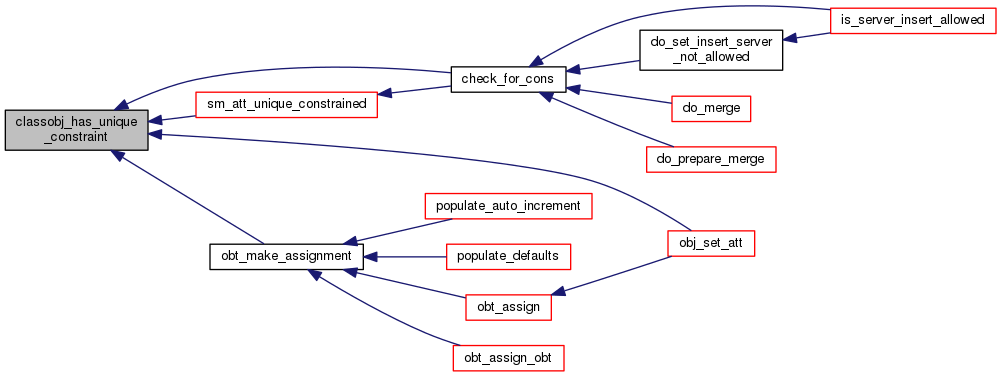 is_server_insert_allowed
do_set_insert_server
_not_allowed
check_for_cons
sm_att_unique_constrained
do_merge
classobj_has_unique
_constraint
do_prepare_merge
populate_auto_increment
obj_set_att
obt_make_assignment
populate_defaults
obt_assign
obt_assign_obt